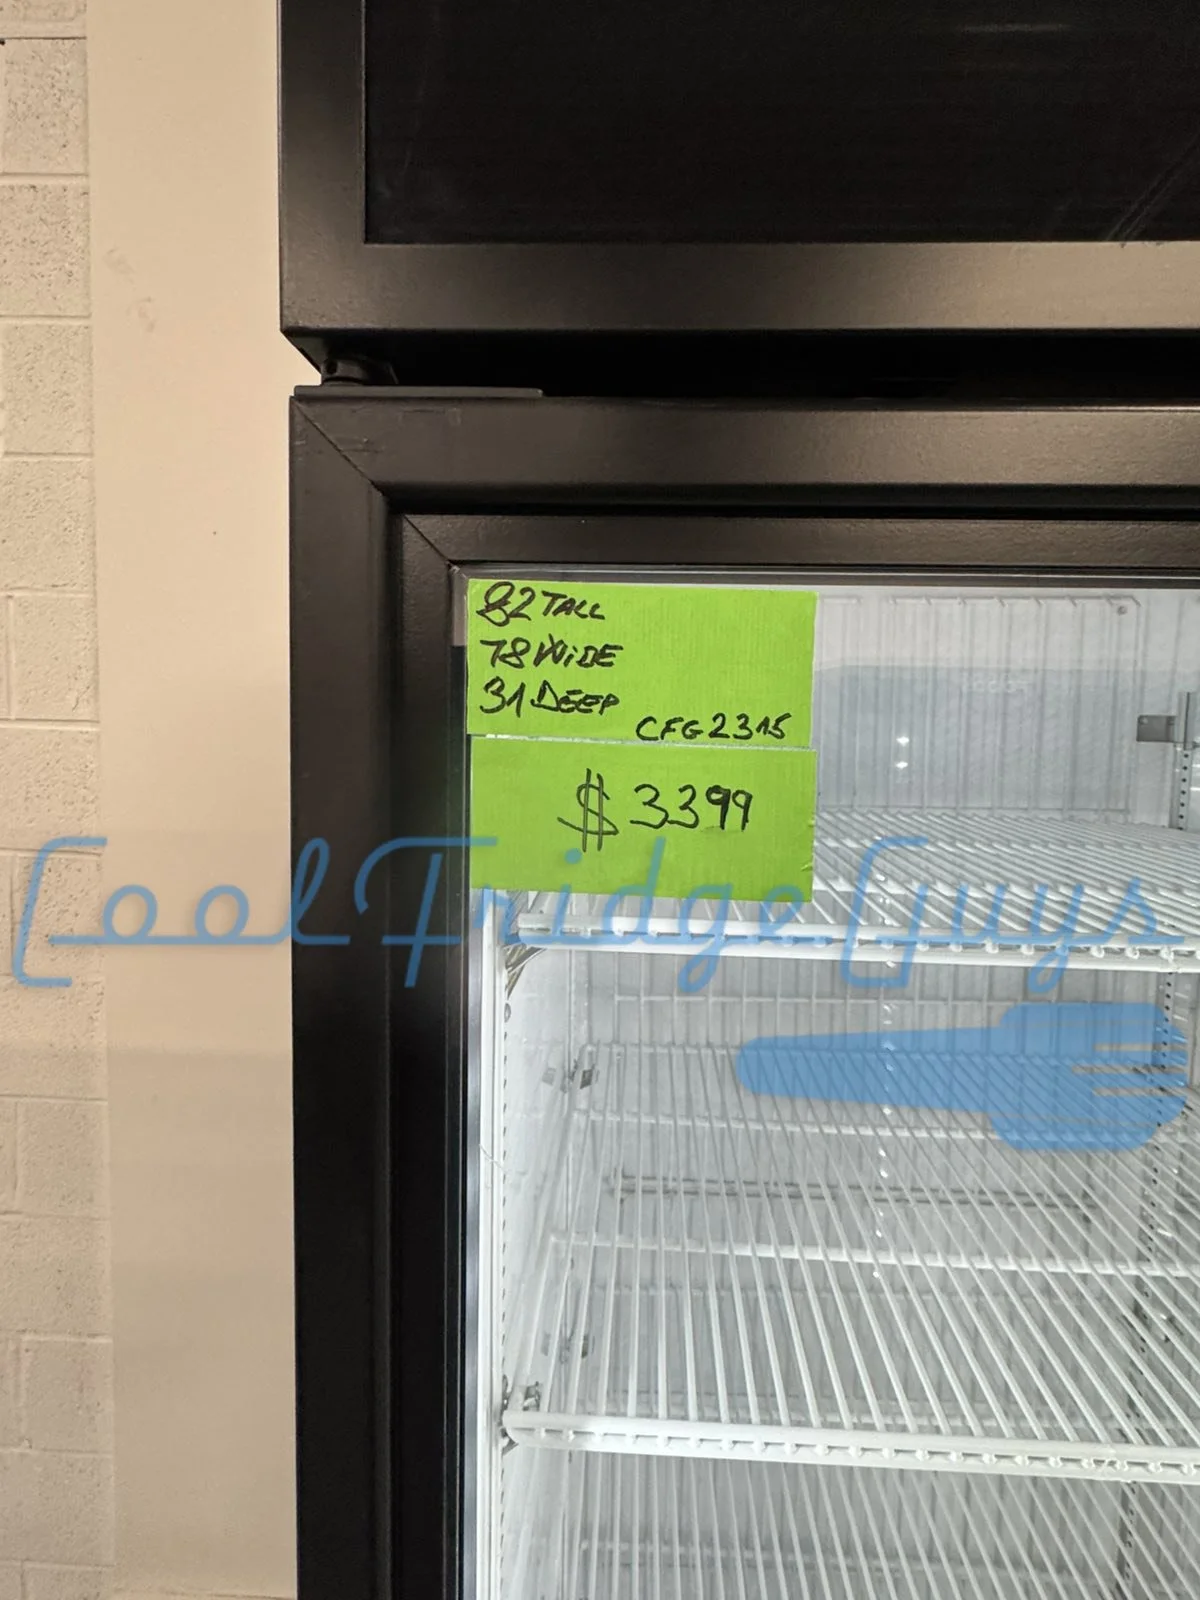 82 TALL
78 WIDE
31 DEEP
CFG2315
$3399
Cool Fridge Guys